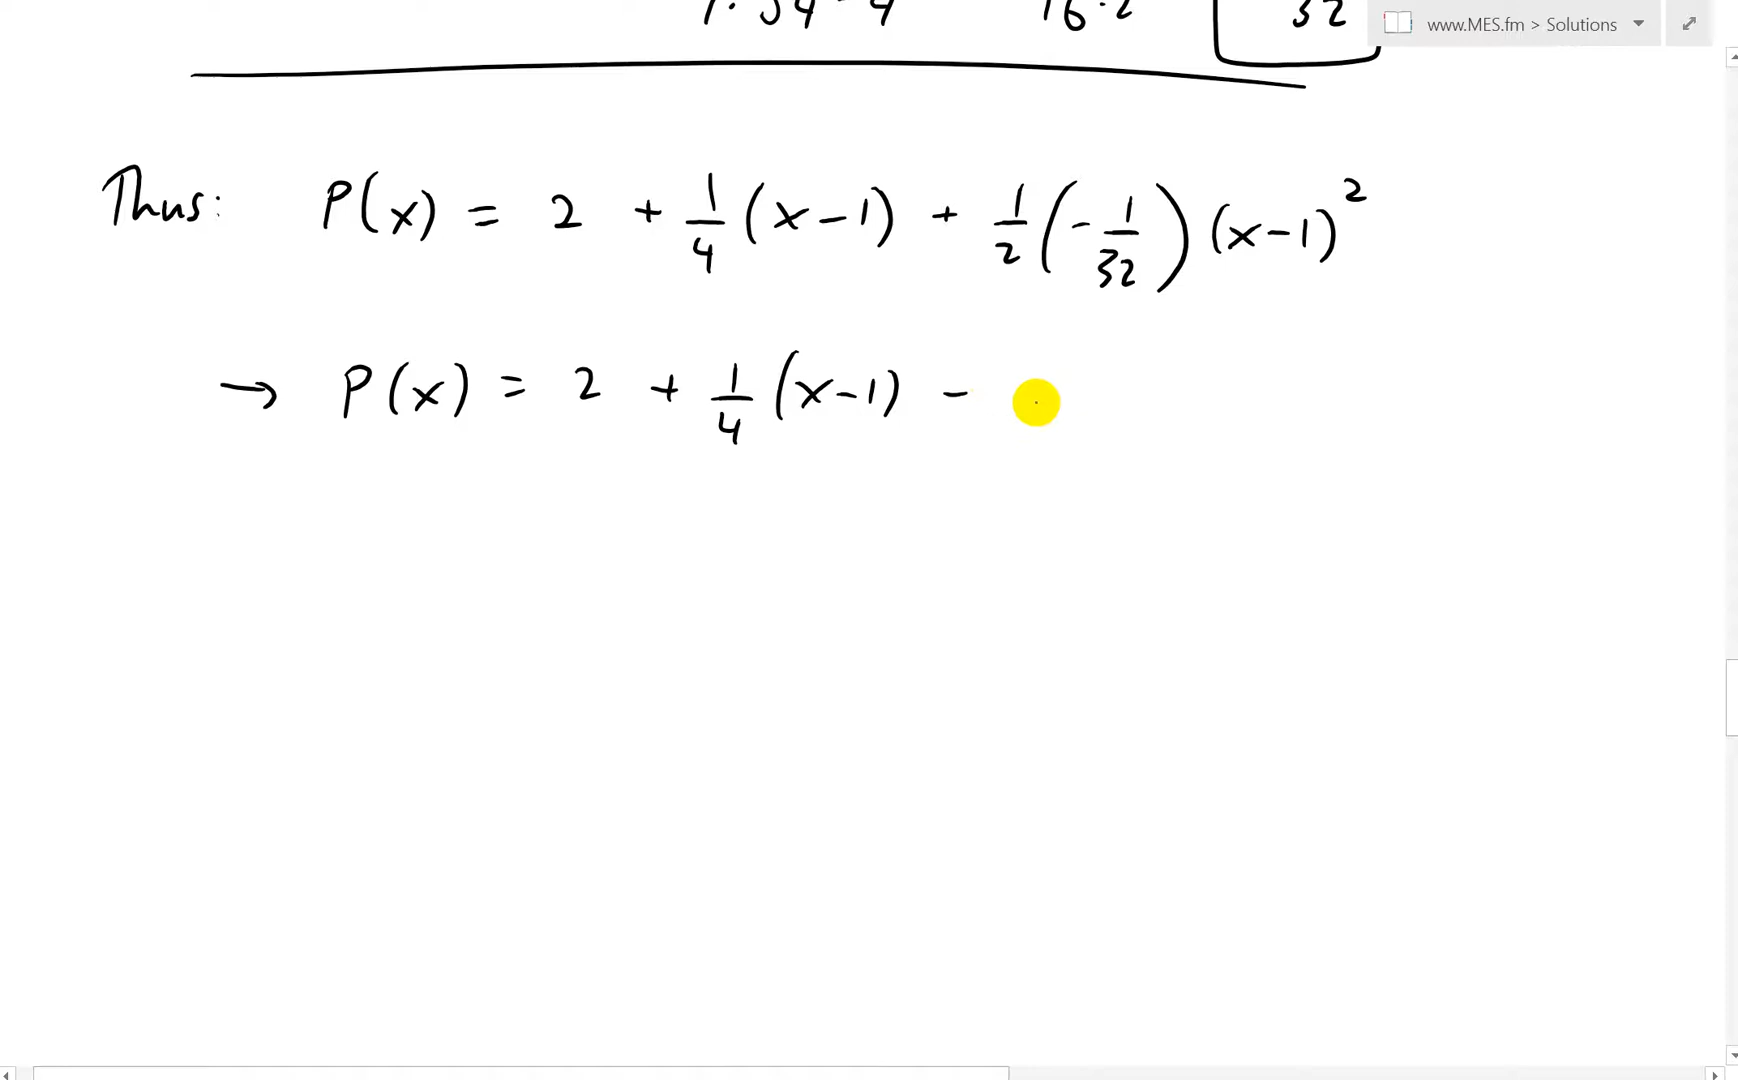 www.MES.fm > Solutions
32
Thus: P(x) = 2 + 1/4 (x-1) + 1/2 (-1/32) (x-1)²
→ P(x) = 2 + 1/4 (x-1) -